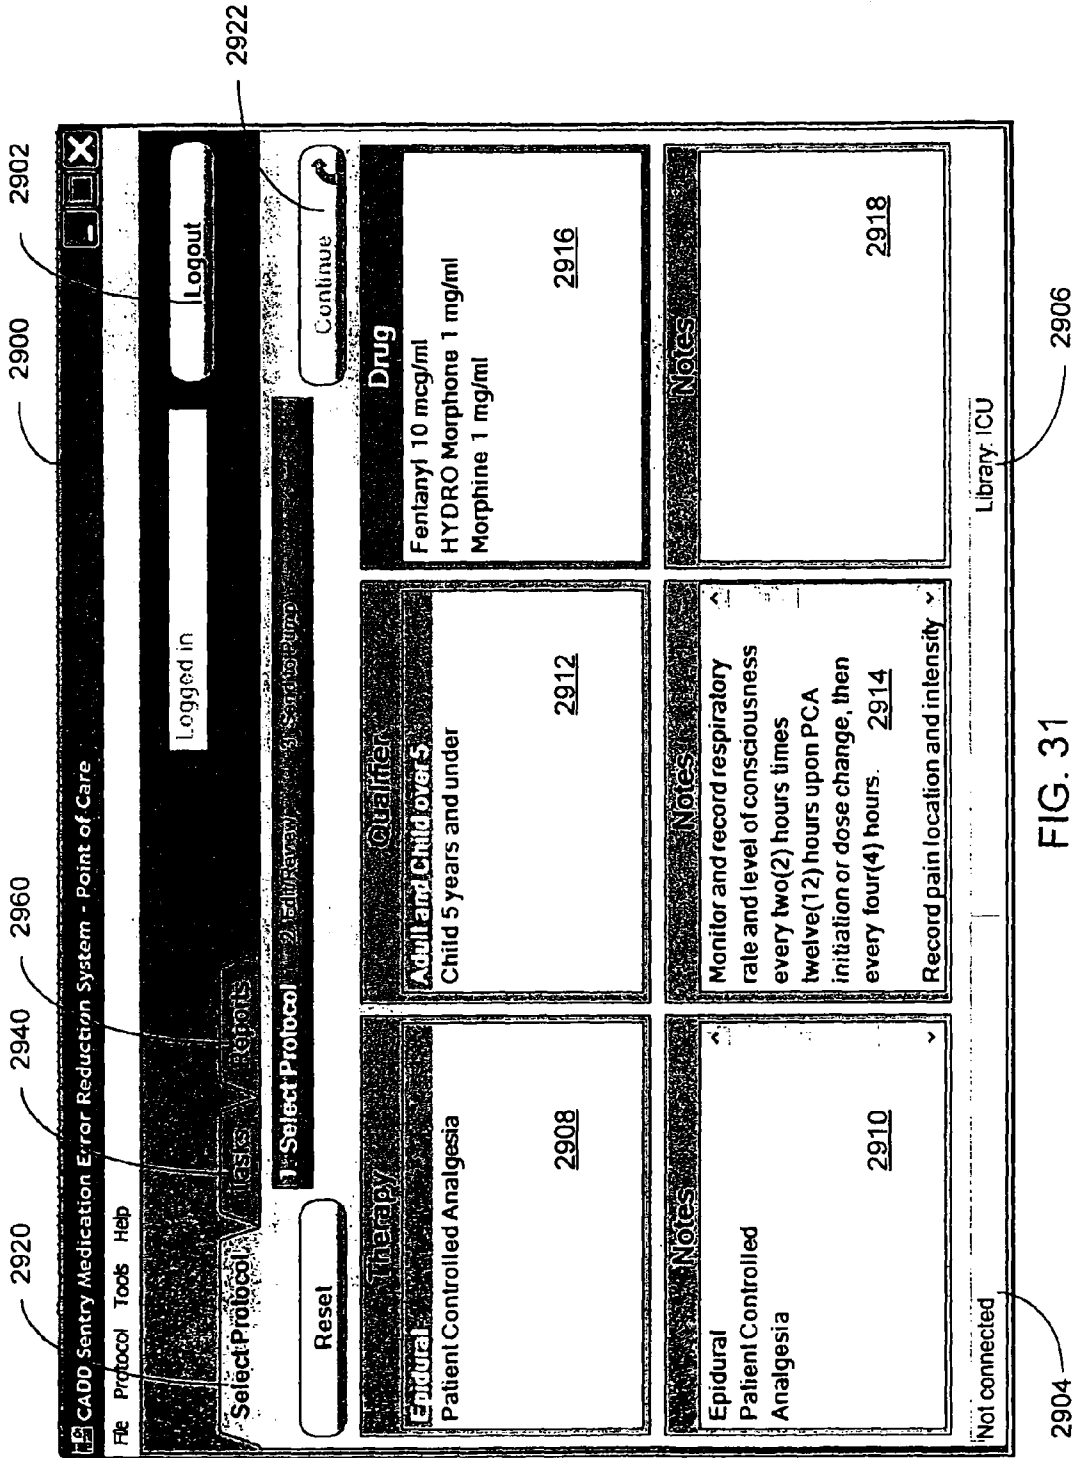 2900
2902
2920
2940
2960
2922
CADD Sentry Medication Error Reduction System - Point of Care
File Protocol Tools Help
Logged in
Logout
Select Protocol Tasks Reports
Reset
1. Select Protocol 2. Edit/Review 3. Send to Pump
Continue
Therapy
Epidural
Patient Controlled Analgesia
2908
Qualifier
Adult and Child over 5
Child 5 years and under
2912
Drug
Fentanyl 10 mcg/ml
HYDRO Morphone 1 mg/ml
Morphine 1 mg/ml
2916
Notes
Epidural
Patient Controlled
Analgesia
2910
Notes
Monitor and record respiratory
rate and level of consciousness
every two(2) hours times
twelve(12) hours upon PCA
initiation or dose change, then
every four(4) hours.
2914
Record pain location and intensity
Notes
2918
Not connected
Library: ICU
2904
2906
FIG. 31